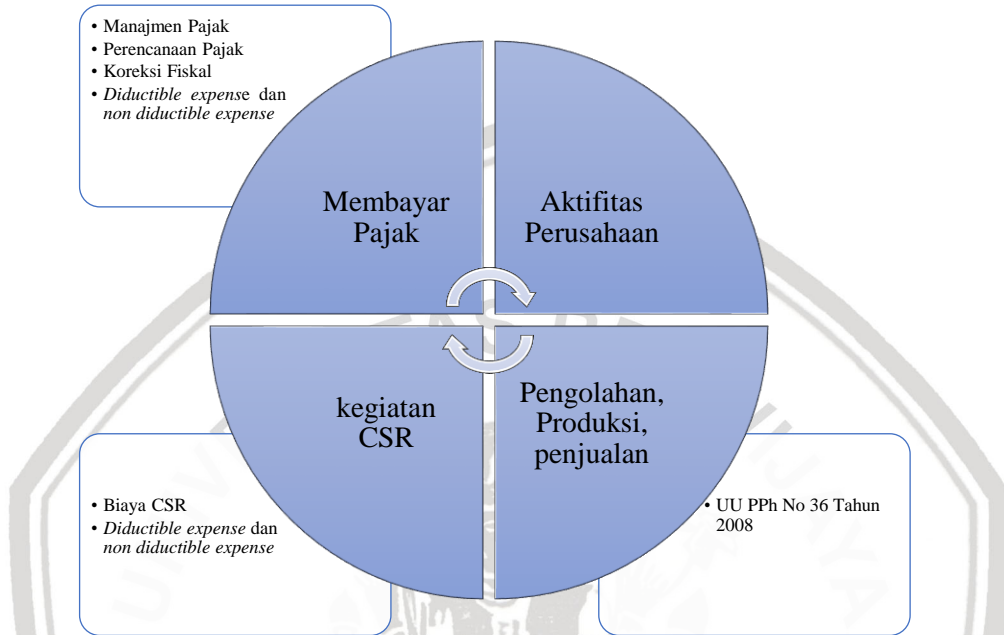 • Manajmen Pajak
• Perencanaan Pajak
• Koreksi Fiskal
• Diductible expense dan
non diductible expense
Membayar
Pajak
Aktifitas
Perusahaan
kegiatan
CSR
Pengolahan,
Produksi,
penjualan
• Biaya CSR
• Diductible expense dan
non diductible expense
• UU PPh No 36 Tahun
2008